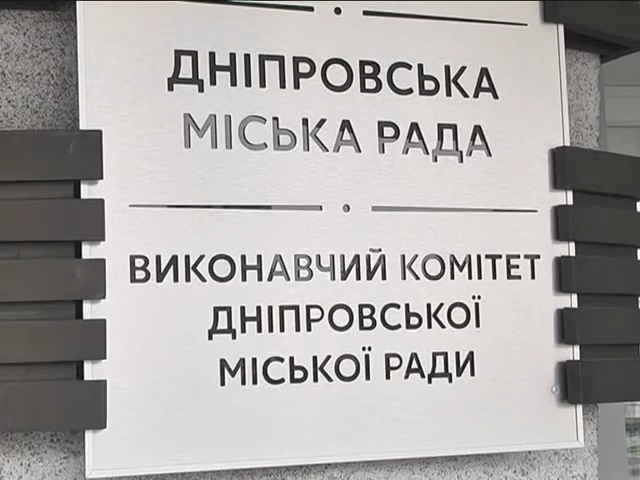 ДНІПРОВСЬКА
МІСЬКА РАДА
ВИКОНАВЧИЙ КОМІТЕТ
ДНІПРОВСЬКОЇ
МІСЬКОЇ РАДИ